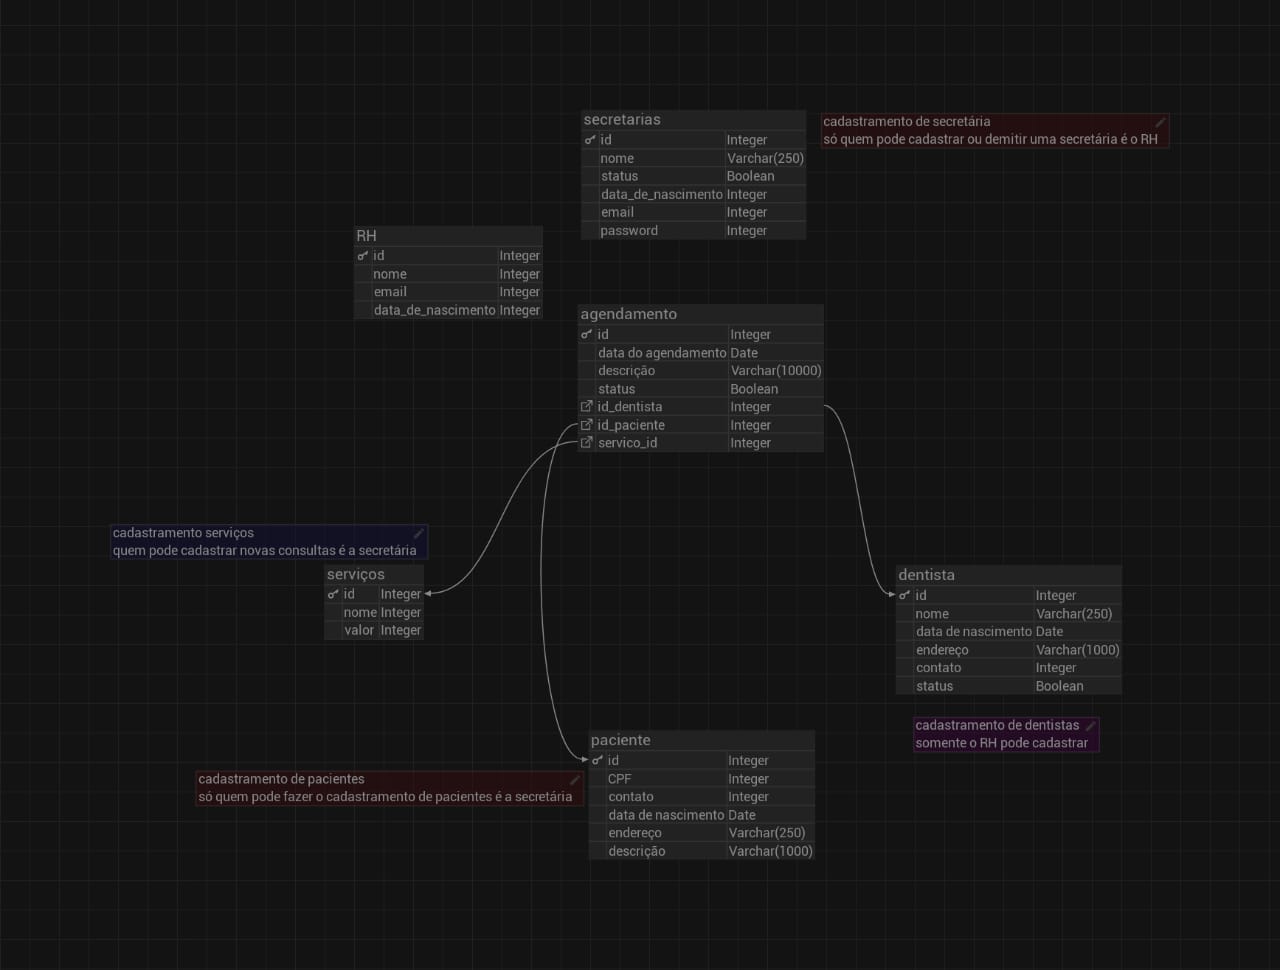 secretarias
id Integer
nome Varchar(250)
status Boolean
data_de_nascimento Integer
email Integer
password Integer
cadastramento de secretária
só quem pode cadastrar ou demitir uma secretária é o RH
RH
id Integer
nome Integer
email Integer
data_de_nascimento Integer
agendamento
id Integer
data do agendamento Date
descrição Varchar(10000)
status Boolean
id_dentista Integer
id_paciente Integer
servico_id Integer
cadastramento serviços
quem pode cadastrar novas consultas é a secretária
serviços
id Integer
nome Integer
valor Integer
dentista
id Integer
nome Varchar(250)
data de nascimento Date
endereço Varchar(1000)
contato Integer
status Boolean
cadastramento de dentistas
somente o RH pode cadastrar
paciente
id Integer
CPF Integer
contato Integer
data de nascimento Date
endereço Varchar(250)
descrição Varchar(1000)
cadastramento de pacientes
só quem pode fazer o cadastramento de pacientes é a secretária